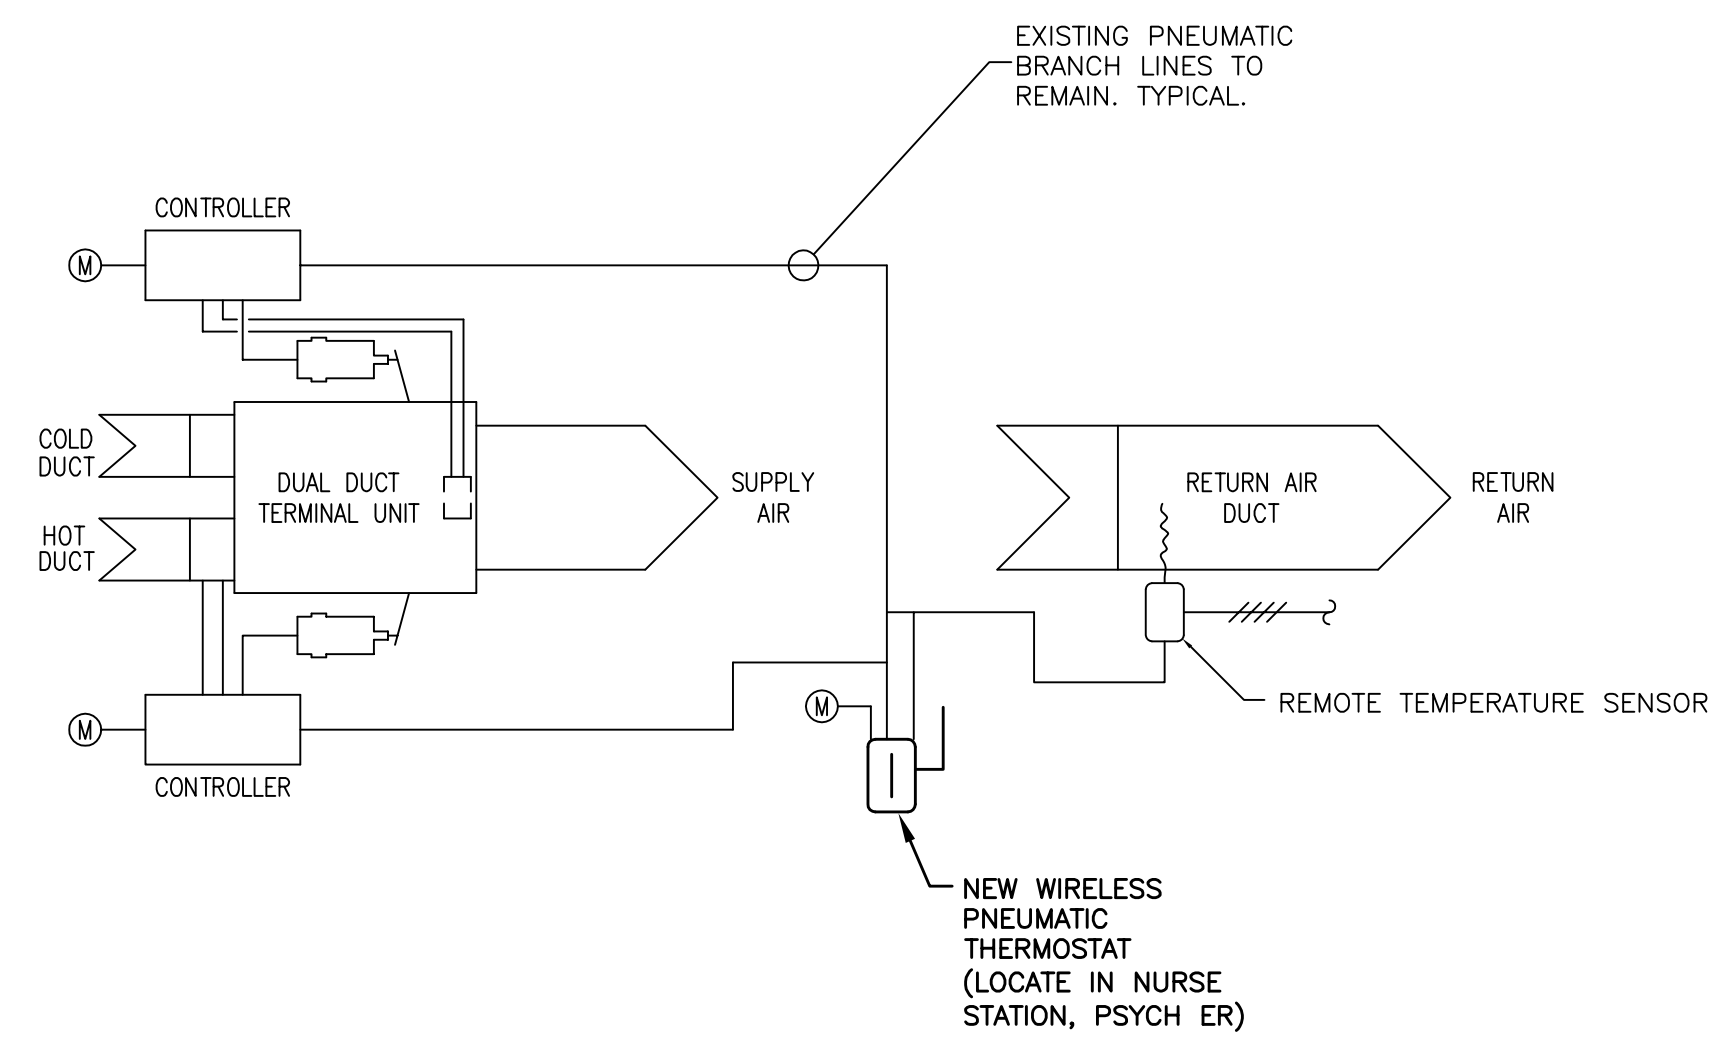 EXISTING PNEUMATIC
BRANCH LINES TO
REMAIN. TYPICAL.
CONTROLLER
M
COLD
DUCT
HOT
DUCT
DUAL DUCT
TERMINAL UNIT
SUPPLY
AIR
RETURN AIR
DUCT
RETURN
AIR
REMOTE TEMPERATURE SENSOR
M
M
CONTROLLER
NEW WIRELESS
PNEUMATIC
THERMOSTAT
(LOCATE IN NURSE
STATION, PSYCH ER)